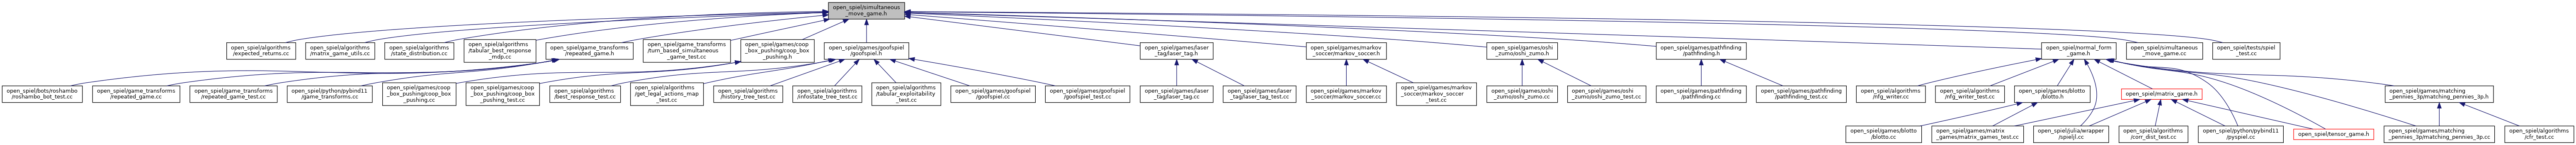 open_spiel/simultaneous
_move_game.h
open_spiel/algorithms
/expected_returns.cc
open_spiel/algorithms
/matrix_game_utils.cc
open_spiel/algorithms
/state_distribution.cc
open_spiel/algorithms
/tabular_best_response
_mdp.cc
open_spiel/game_transforms
/repeated_game.h
open_spiel/game_transforms
/turn_based_simultaneous
_game_test.cc
open_spiel/games/coop
_box_pushing/coop_box
_pushing.h
open_spiel/games/goofspiel
/goofspiel.h
open_spiel/games/laser
_tag/laser_tag.h
open_spiel/games/markov
_soccer/markov_soccer.h
open_spiel/games/oshi
_zumo/oshi_zumo.h
open_spiel/games/pathfinding
/pathfinding.h
open_spiel/normal_form
_game.h
open_spiel/simultaneous
_move_game.cc
open_spiel/tests/spiel
_test.cc
open_spiel/bots/roshambo
/roshambo_bot_test.cc
open_spiel/game_transforms
/repeated_game.cc
open_spiel/game_transforms
/repeated_game_test.cc
open_spiel/python/pybind11
/game_transforms.cc
open_spiel/games/coop
_box_pushing/coop_box
_pushing.cc
open_spiel/games/coop
_box_pushing/coop_box
_pushing_test.cc
open_spiel/algorithms
/best_response_test.cc
open_spiel/algorithms
/get_legal_actions_map
_test.cc
open_spiel/algorithms
/history_tree_test.cc
open_spiel/algorithms
/infostate_tree_test.cc
open_spiel/algorithms
/tabular_exploitability
_test.cc
open_spiel/games/goofspiel
/goofspiel.cc
open_spiel/games/goofspiel
/goofspiel_test.cc
open_spiel/games/laser
_tag/laser_tag.cc
open_spiel/games/laser
_tag/laser_tag_test.cc
open_spiel/games/markov
_soccer/markov_soccer.cc
open_spiel/games/markov
_soccer/markov_soccer
_test.cc
open_spiel/games/oshi
_zumo/oshi_zumo.cc
open_spiel/games/oshi
_zumo/oshi_zumo_test.cc
open_spiel/games/pathfinding
/pathfinding.cc
open_spiel/games/pathfinding
/pathfinding_test.cc
open_spiel/algorithms
/nfg_writer.cc
open_spiel/algorithms
/nfg_writer_test.cc
open_spiel/games/blotto
/blotto.h
open_spiel/matrix_game.h
open_spiel/games/matching
_pennies_3p/matching_pennies_3p.h
open_spiel/games/blotto
/blotto.cc
open_spiel/games/matrix
_games/matrix_games_test.cc
open_spiel/julia/wrapper
/spieljl.cc
open_spiel/algorithms
/corr_dist_test.cc
open_spiel/python/pybind11
/pyspiel.cc
open_spiel/tensor_game.h
open_spiel/games/matching
_pennies_3p/matching_pennies_3p.cc
open_spiel/algorithms
/cfr_test.cc